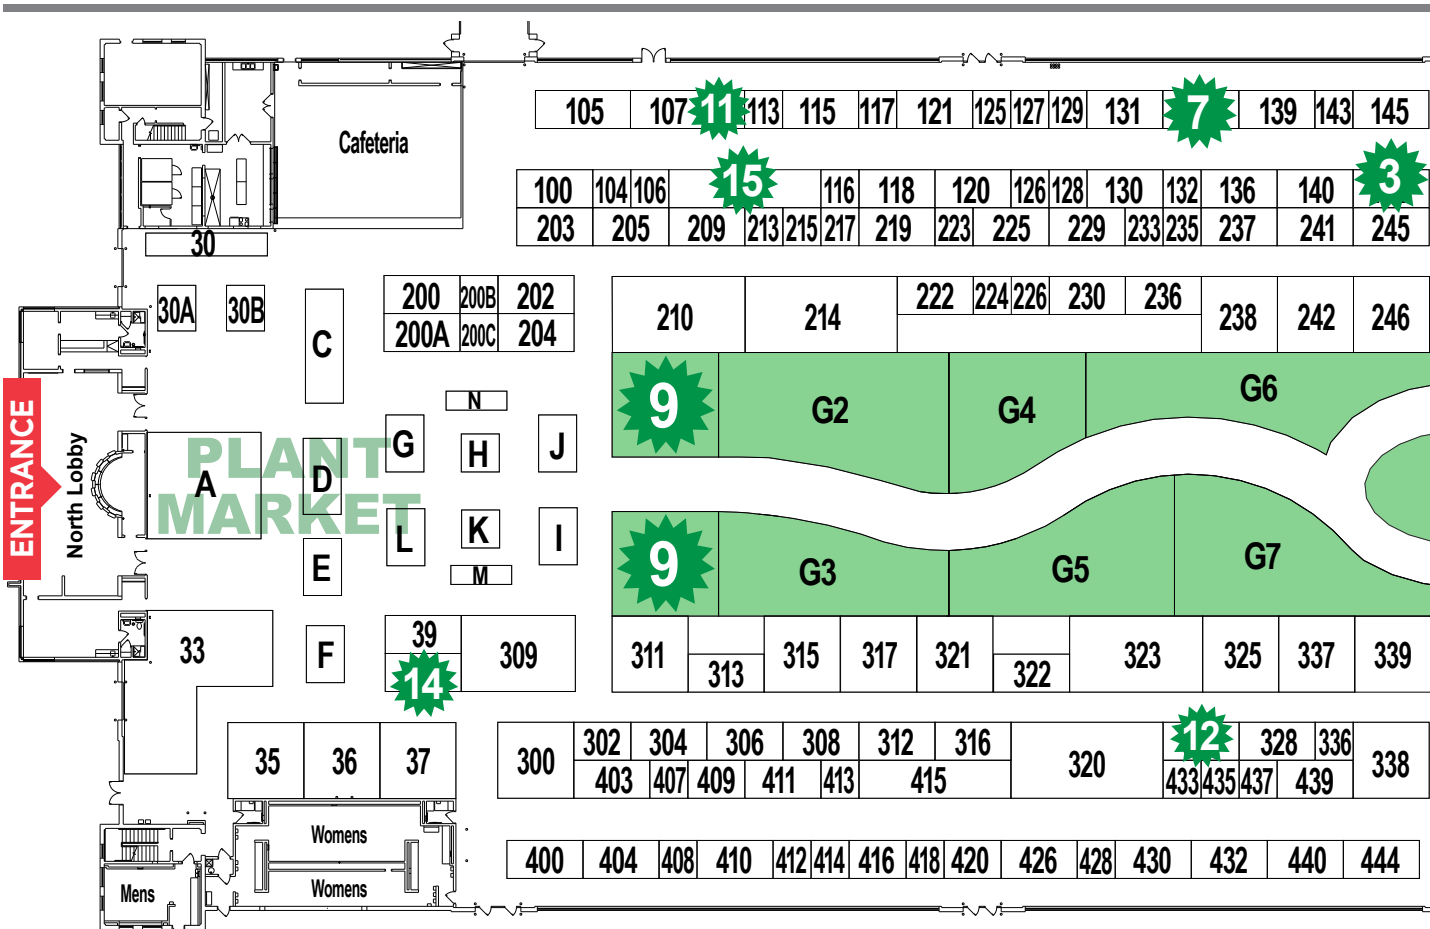 105 107 11 113 115 117 121 125 127 129 131 7 139 143 145
Cafeteria
100 104 106 15 116 118 120 126 128 130 132 136 140 3
203 205 209 213 215 217 219 223 225 229 233 235 237 241 245
30
30A 30B C
200 200B 202
200A 200C 204
210 214 222 224 226 230 236 238 242 246
9 G2 G4 G6
N
G H J
ENTRANCE
North Lobby
PLANT
MARKET
A D
L K I
E M
9 G3 G5 G7
33 F 39 309
14
311 313 315 317 321 322 323 325 337 339
35 36 37
300 302 304 306 308 312 316 320 12 328 336 338
403 407 409 411 413 415 433 435 437 439
Womens
Womens
Mens
400 404 408 410 412 414 416 418 420 426 428 430 432 440 444